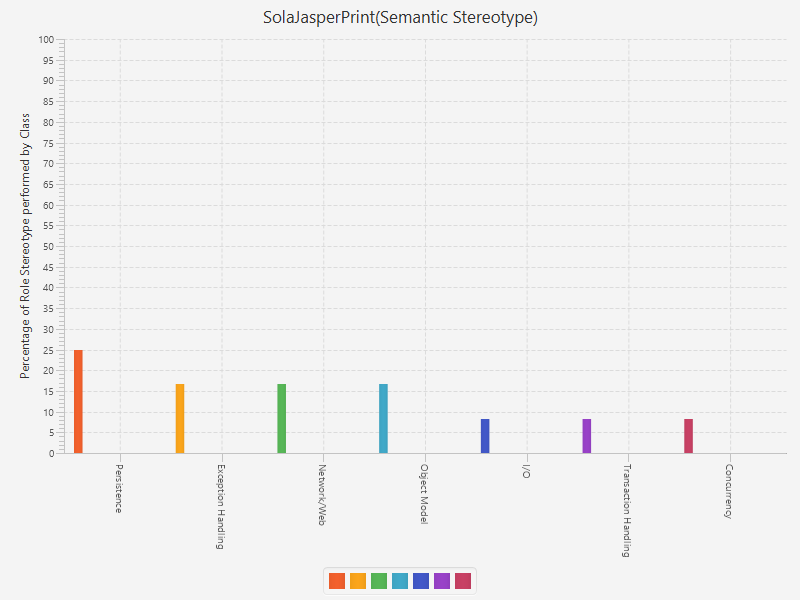 SolaJasperPrint(Semantic Stereotype)
Percentage of Role Stereotype performed by Class
100
95
90
85
80
75
70
65
60
55
50
45
40
35
30
25
20
15
10
5
0
Persistence
Exception Handling
Network/Web
Object Model
I/O
Transaction Handling
Concurrency